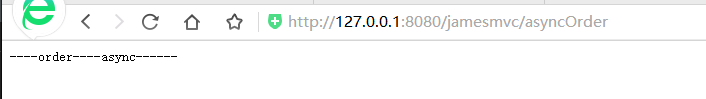 http://127.0.0.1:8080/jamesmvc/asyncOrder
----order----async------